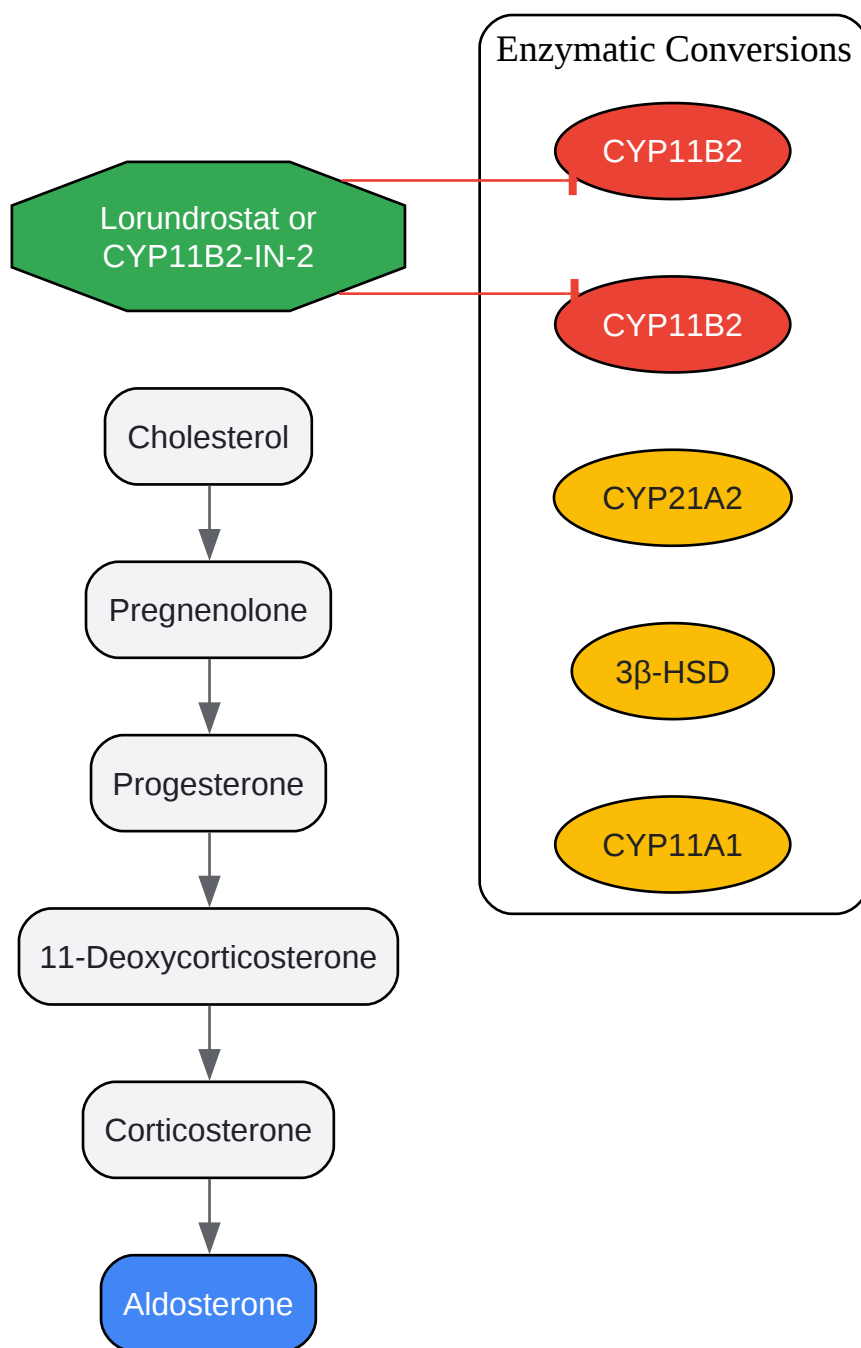 Enzymatic Conversions
CYP11B2
Lorundrostat or
CYP11B2-IN-2
CYP11B2
Cholesterol
CYP21A2
Pregnenolone
3β-HSD
Progesterone
CYP11A1
11-Deoxycorticosterone
Corticosterone
Aldosterone